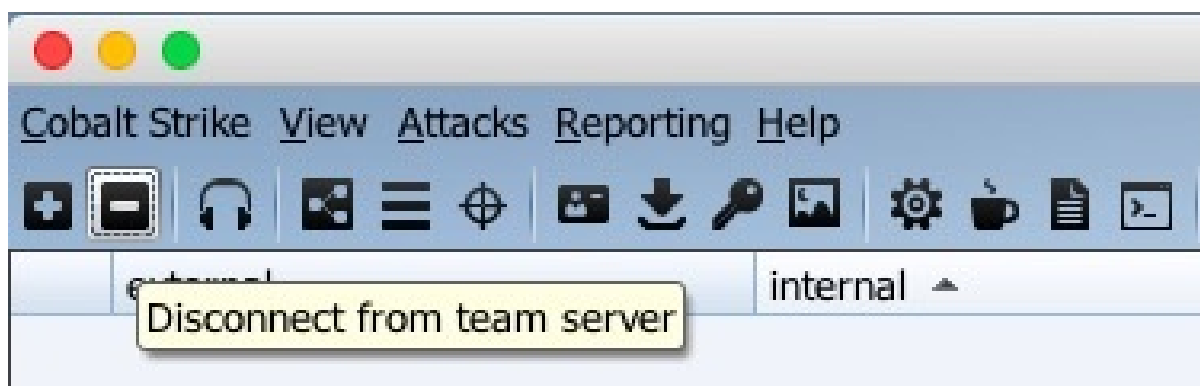 Cobalt Strike View Attacks Reporting Help
internal
Disconnect from team server